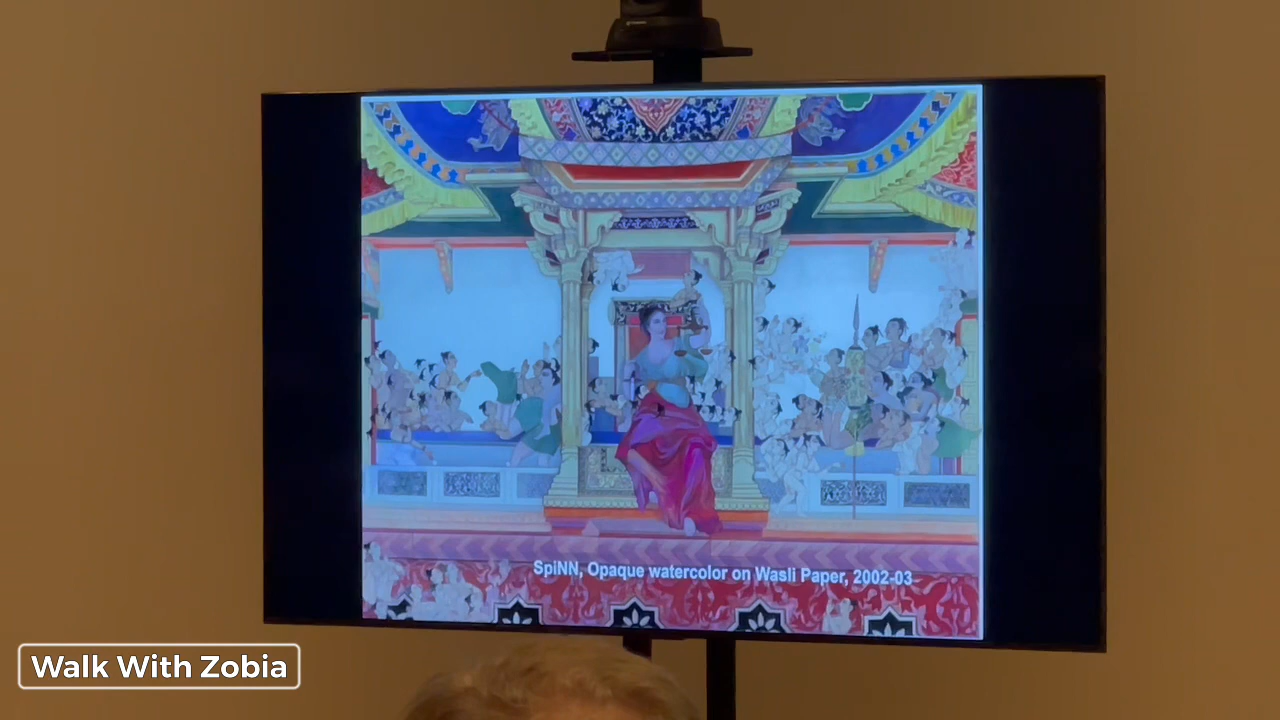 SpiNN, Opaque watercolor on Wasli Paper, 2002-03
Walk With Zobia